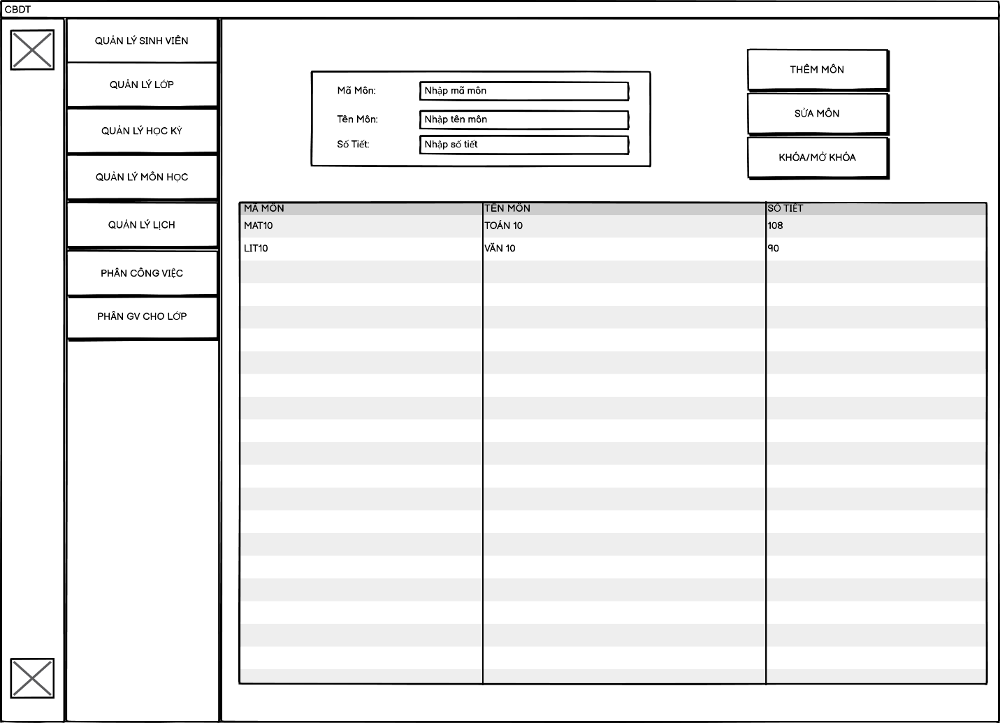 CBDT
QUẢN LÝ SINH VIÊN
QUẢN LÝ LỚP
QUẢN LÝ HỌC KỲ
QUẢN LÝ MÔN HỌC
QUẢN LÝ LỊCH
PHÂN CÔNG VIỆC
PHÂN GV CHO LỚP
Mã Môn: Nhập mã môn
Tên Môn: Nhập tên môn
Số Tiết: Nhập số tiết
THÊM MÔN
SỬA MÔN
KHÓA/MỞ KHÓA
MÃ MÔN TÊN MÔN SỐ TIẾT
MAT10 TOÁN 10 108
LIT10 VĂN 10 90